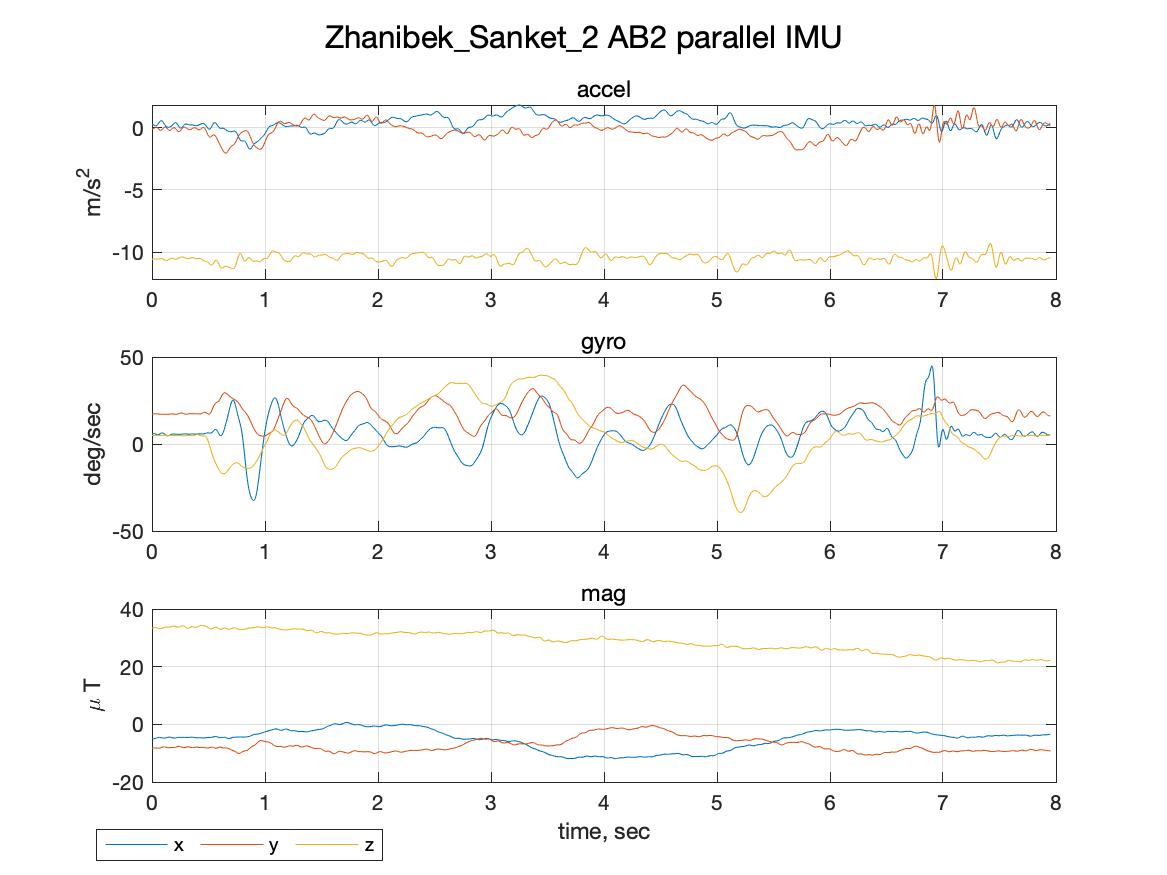 Zhanibek_Sanket_2 AB2 parallel IMU
accel
m/s²
0
-5
-10
0 1 2 3 4 5 6 7 8
gyro
deg/sec
50
0
-50
0 1 2 3 4 5 6 7 8
mag
μ T
40
20
0
-20
0 1 2 3 4 5 6 7 8
time, sec
x y z